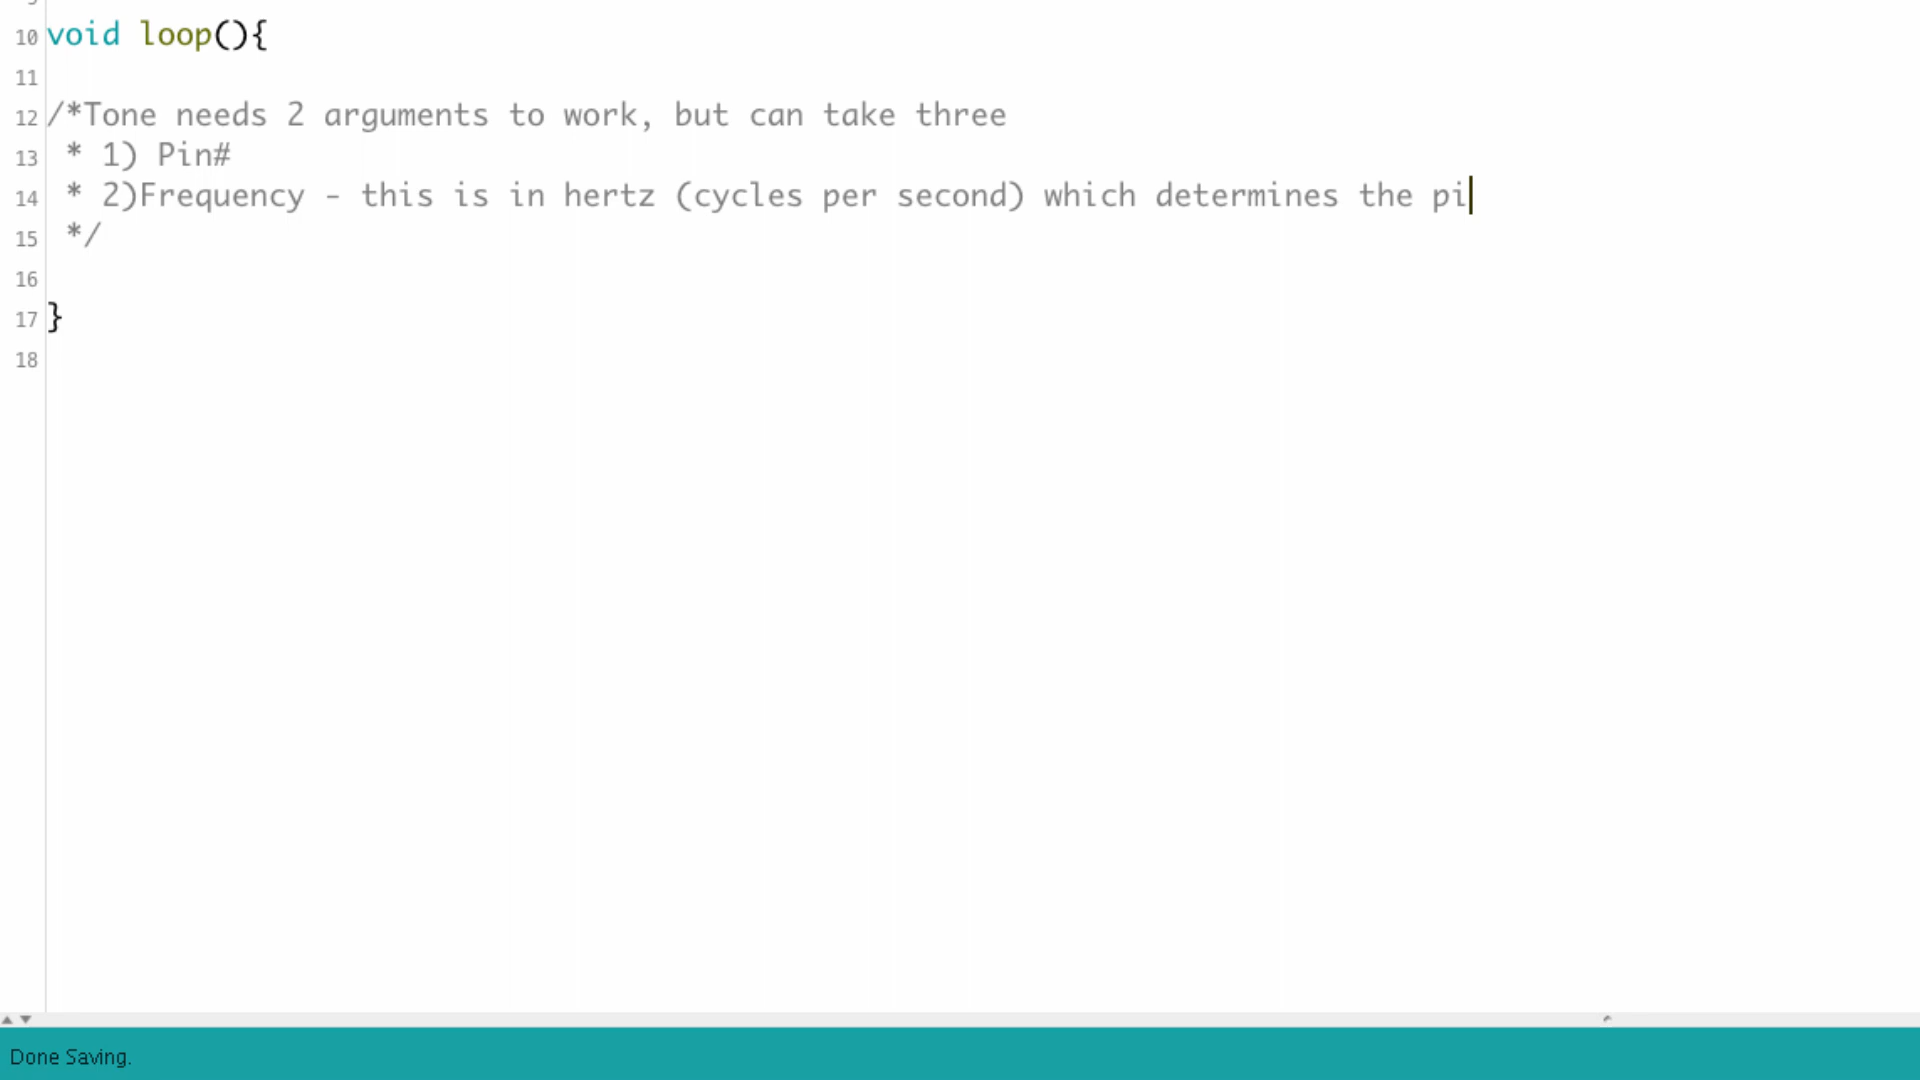 10 void loop(){
11
12 /*Tone needs 2 arguments to work, but can take three
13  * 1) Pin#
14  * 2)Frequency - this is in hertz (cycles per second) which determines the pi
15  */
16
17 }
18
Done Saving.